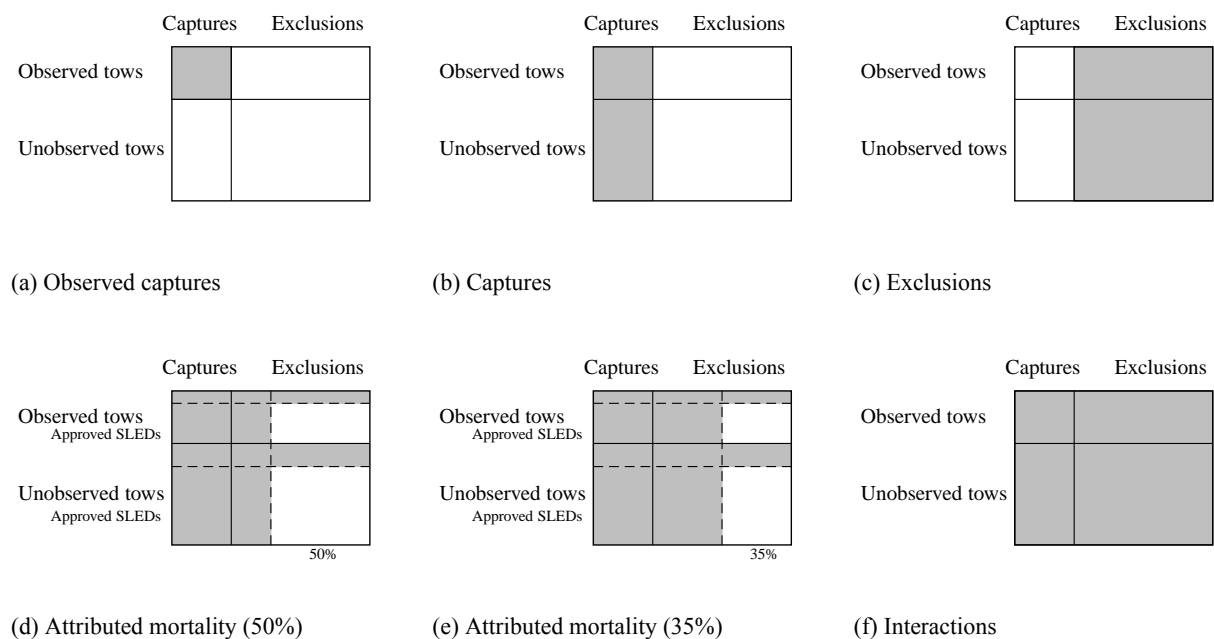 Captures Exclusions
Observed tows
Unobserved tows
(a) Observed captures
Captures Exclusions
Observed tows
Unobserved tows
(b) Captures
Captures Exclusions
Observed tows
Unobserved tows
(c) Exclusions
Captures Exclusions
Observed tows
Approved SLEDs
Unobserved tows
Approved SLEDs
50%
(d) Attributed mortality (50%)
Captures Exclusions
Observed tows
Approved SLEDs
Unobserved tows
Approved SLEDs
35%
(e) Attributed mortality (35%)
Captures Exclusions
Observed tows
Unobserved tows
(f) Interactions